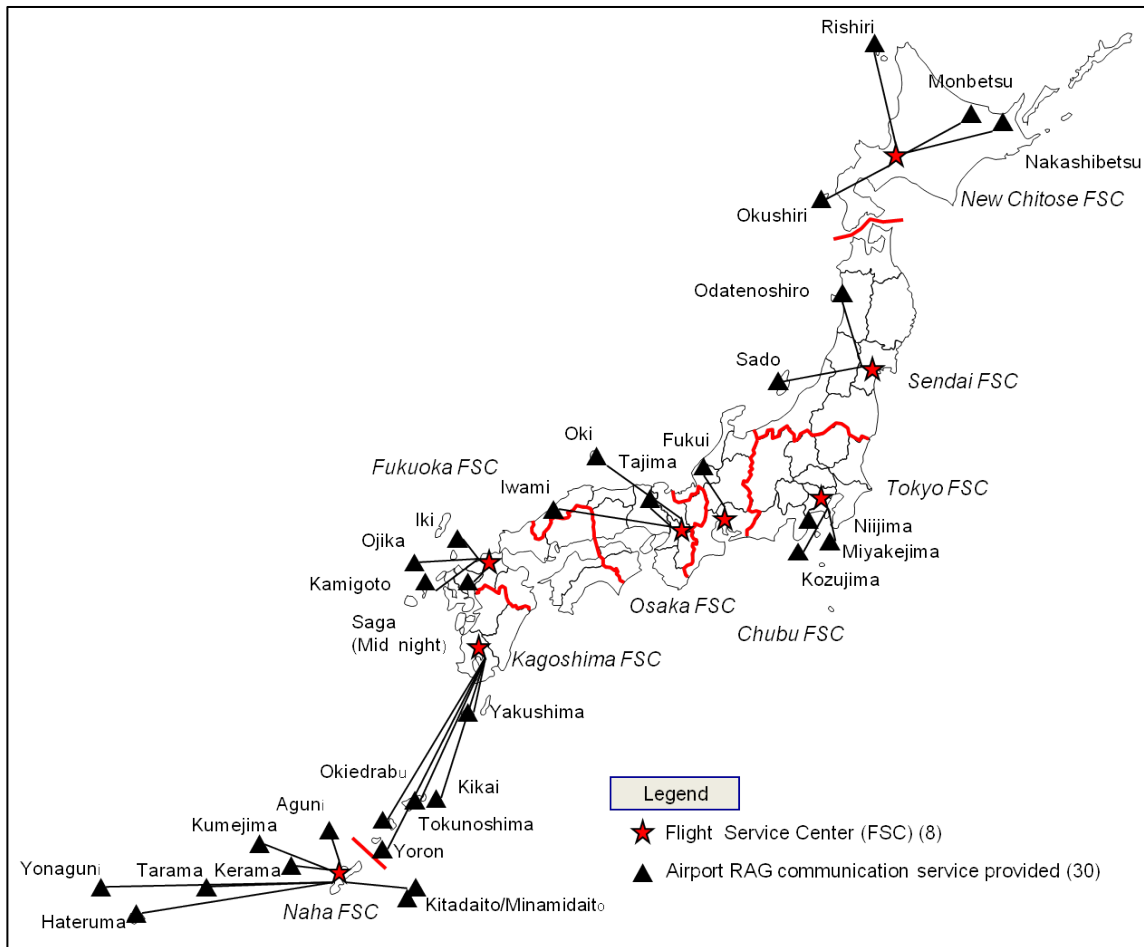 Rishiri
Monbetsu
Nakashibetsu
New Chitose FSC
Okushiri
Odatenoshiro
Sado
Sendai FSC
Oki
Fukui
Tajima
Fukuoka FSC
Iwami
Tokyo FSC
Iki
Niijima
Ojika
Miyakejima
Kozujima
Kamigoto
Osaka FSC
Saga
(Mid night)
Chubu FSC
Kagoshima FSC
Yakushima
Okiedrabu
Kikai
Aguni
Tokunoshima
Kumejima
Yoron
Yonaguni
Tarama
Kerama
Hateruma
Naha FSC
Kitadaito/Minamidaito
Legend
Flight Service Center (FSC) (8)
Airport RAG communication service provided (30)